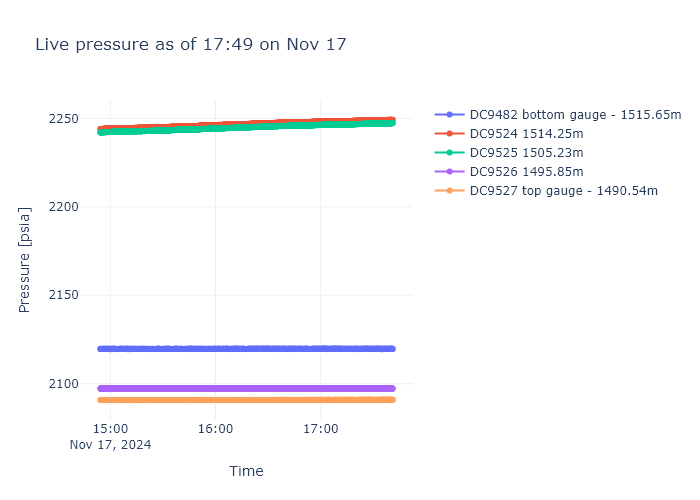 Live pressure as of 17:49 on Nov 17
2250
2200
2150
2100
Pressure [psia]
15:00
Nov 17, 2024
16:00
17:00
Time
DC9482 bottom gauge - 1515.65m
DC9524 1514.25m
DC9525 1505.23m
DC9526 1495.85m
DC9527 top gauge - 1490.54m